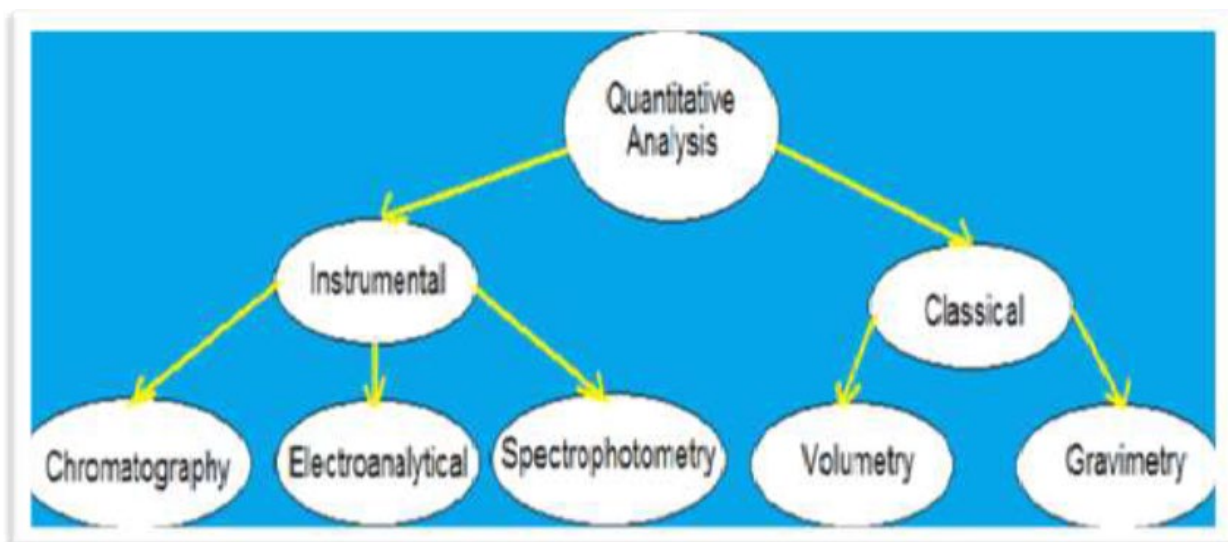 Quantitative
Analysis
Instrumental
Classical
Chromatography
Electroanalytical
Spectrophotometry
Volumetry
Gravimetry